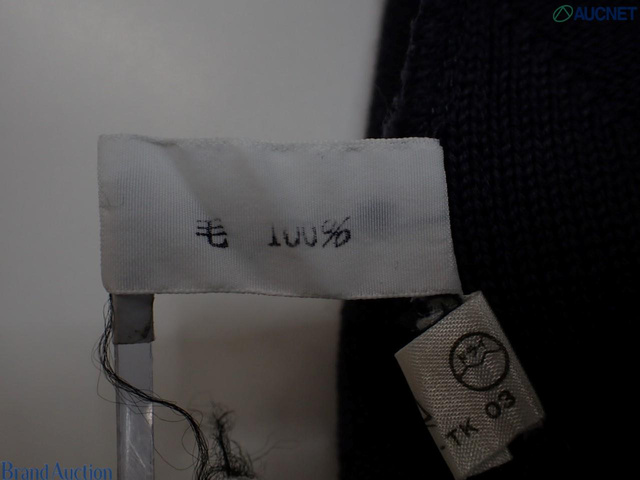 AUCNET
毛 100%
TK 03
Brand Auction